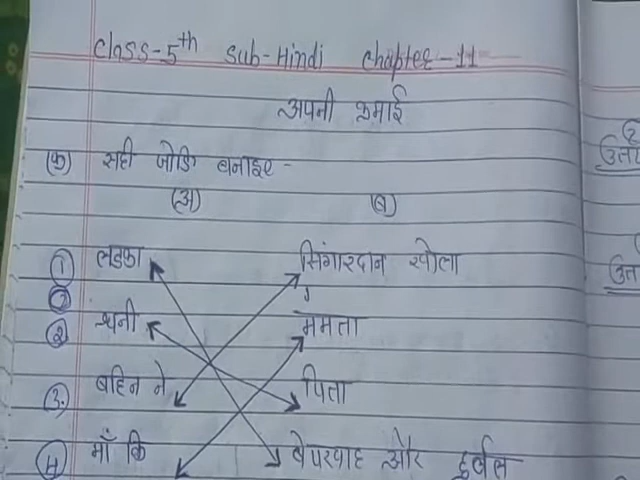 Class-5th Sub-Hindi Chapter-11
अपनी कमाई
(क) सही जोड़ि बनाइए -
(अ) (ब)
① लड़का सिंगारदान खोला
② धनी ममता
③. बहिन ने पिता
④ माँ कि बेपरवाह और दुर्बल
उत्त